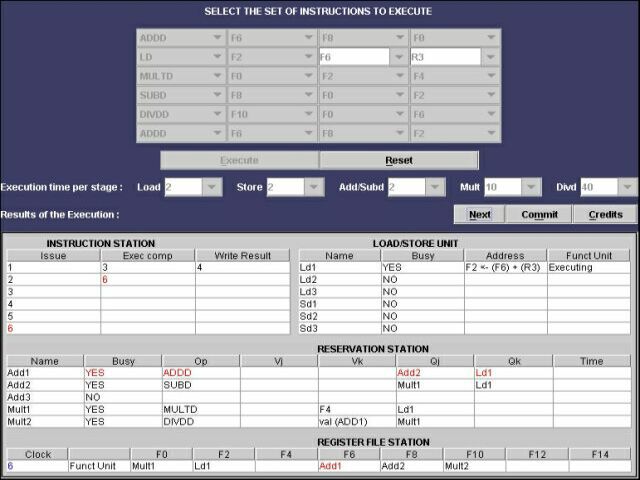 SELECT THE SET OF INSTRUCTIONS TO EXECUTE
ADDD F6 F8 F0
LD F2 F6 R3
MULTD F0 F2 F4
SUBD F8 F0 F2
DIVDD F10 F0 F6
ADDD F6 F8 F2
Execute Reset
Execution time per stage : Load 2 Store 2 Add/Subd 2 Mult 10 Divd 40
Results of the Execution : Next Commit Credits
INSTRUCTION STATION LOAD/STORE UNIT
Issue Exec comp Write Result Name Busy Address Funct Unit
1 3 4 Ld1 YES F2 <- (F6) + (R3) Executing
2 6 Ld2 NO
3 Ld3 NO
4 Sd1 NO
5 Sd2 NO
6 Sd3 NO
RESERVATION STATION
Name Busy Op Vj Vk Qj Qk Time
Add1 YES ADDD Add2 Ld1
Add2 YES SUBD Mult1 Ld1
Add3 NO
Mult1 YES MULTD F4 Ld1
Mult2 YES DIVDD val (ADD1) Mult1
REGISTER FILE STATION
Clock F0 F2 F4 F6 F8 F10 F12 F14
6 Funct Unit Mult1 Ld1 Add1 Add2 Mult2